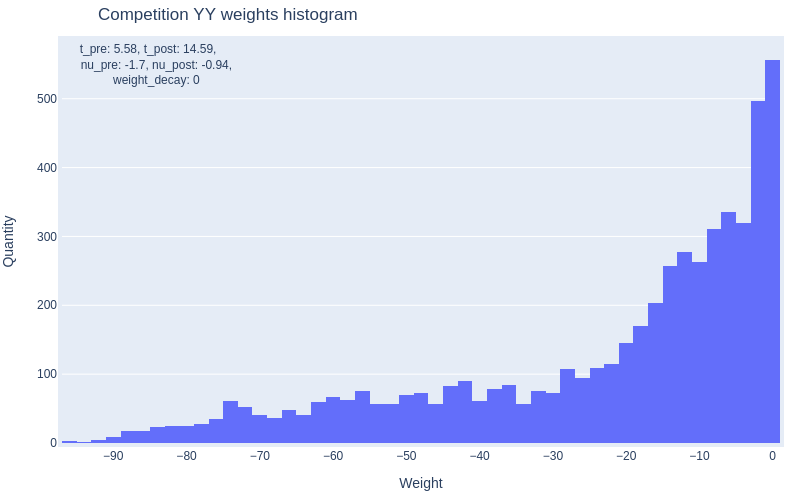 Competition YY weights histogram
t_pre: 5.58, t_post: 14.59,
nu_pre: -1.7, nu_post: -0.94,
weight_decay: 0
500
400
300
200
100
0
Quantity
−90 −80 −70 −60 −50 −40 −30 −20 −10 0
Weight